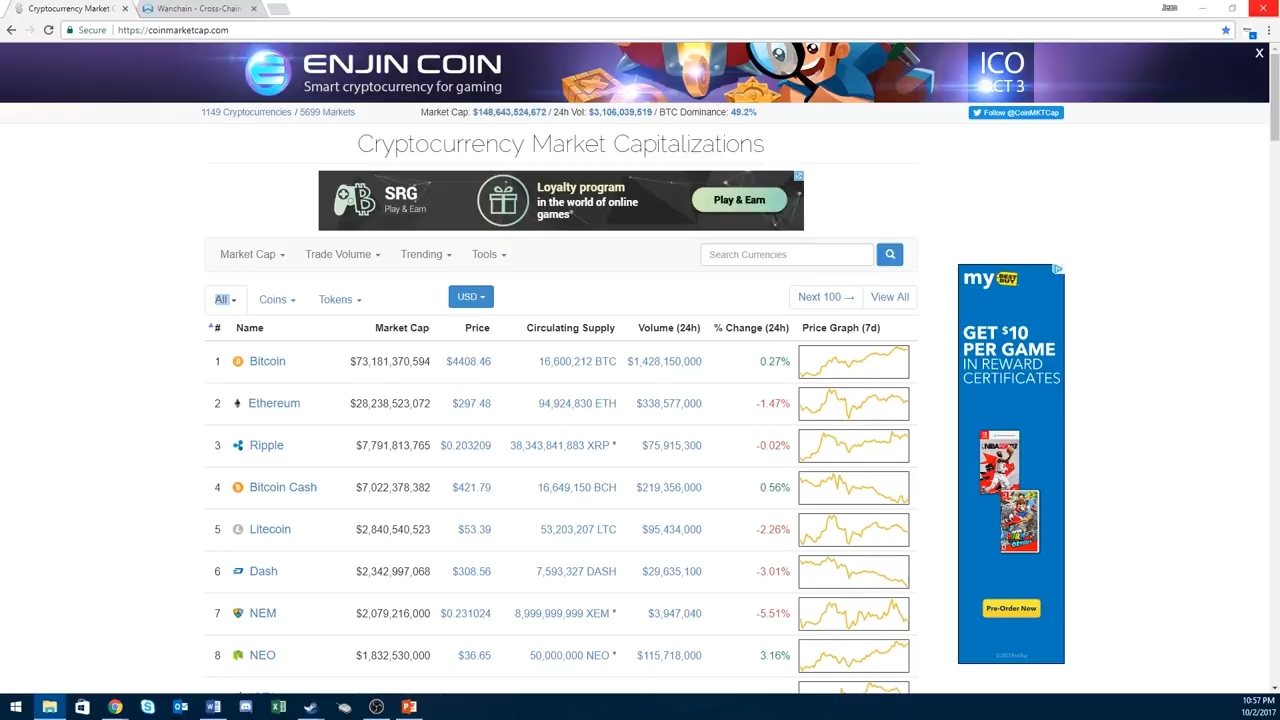 Cryptocurrency Market C
Wanchain - Cross-Chain
Secure
https://coinmarketcap.com
ENJIN COIN
Smart cryptocurrency for gaming
ICO
OCT 3
X
1149 Cryptocurrencies / 5699 Markets
Market Cap: $148,643,524,672 / 24h Vol: $3,106,039,519 / BTC Dominance: 49.2%
Follow @CoinMKTCap
Cryptocurrency Market Capitalizations
SRG
Play & Earn
Loyalty program
in the world of online
games*
Play & Earn
Market Cap Trade Volume Trending Tools
Search Currencies
All Coins Tokens USD Next 100 → View All
# Name Market Cap Price Circulating Supply Volume (24h) % Change (24h) Price Graph (7d)
1 Bitcoin $73,181,370,594 $4408.46 16,600,212 BTC $1,428,150,000 0.27%
2 Ethereum $28,238,523,072 $297.48 94,924,830 ETH $338,577,000 -1.47%
3 Ripple $7,791,813,765 $0.203209 38,343,841,883 XRP * $75,915,300 -0.02%
4 Bitcoin Cash $7,022,378,382 $421.79 16,649,150 BCH $219,356,000 0.56%
5 Litecoin $2,840,540,523 $53.39 53,203,207 LTC $95,434,000 -2.26%
6 Dash $2,342,997,068 $308.56 7,593,327 DASH $29,635,100 -3.01%
7 NEM $2,079,216,000 $0.231024 8,999,999,999 XEM * $3,947,040 -5.51%
8 NEO $1,832,530,000 $36.65 50,000,000 NEO * $115,718,000 3.16%
my BEST BUY
GET $10
PER GAME
IN REWARD
CERTIFICATES
Pre-Order Now
10:57 PM
10/2/2017